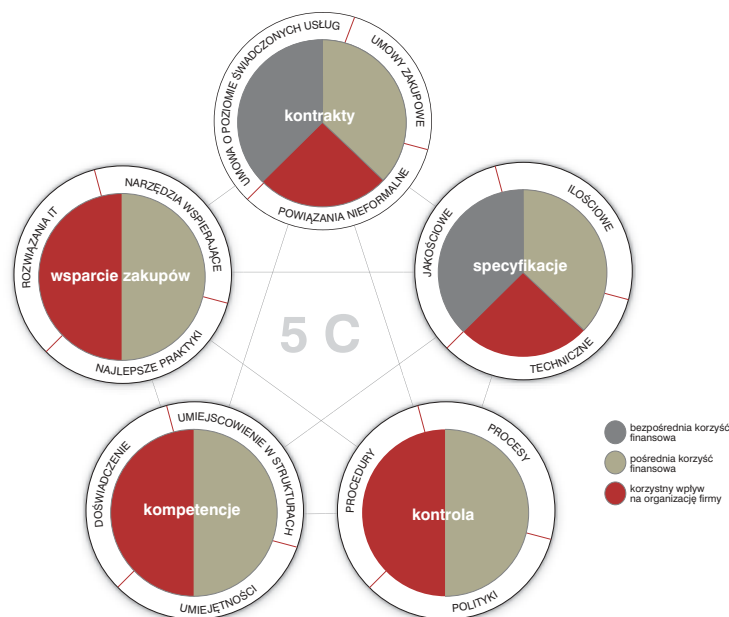 UMOWA O POZIOMIE ŚWIADCZONYCH USŁUG
UMOWY ZAKUPOWE
kontrakty
POWIĄZANIA NIEFORMALNE
ROZWIĄZANIA IT
NARZĘDZIA WSPIERAJĄCE
wsparcie zakupów
NAJLEPSZE PRAKTYKI
JAKOŚCIOWE
ILOŚCIOWE
specyfikacje
TECHNICZNE
5 C
DOŚWIADCZENIE
UMIEJSCOWIENIE W STRUKTURACH
kompetencje
UMIEJĘTNOŚCI
PROCEDURY
PROCESY
kontrola
POLITYKI
bezpośrednia korzyść
finansowa
pośrednia korzyść
finansowa
korzystny wpływ
na organizację firmy